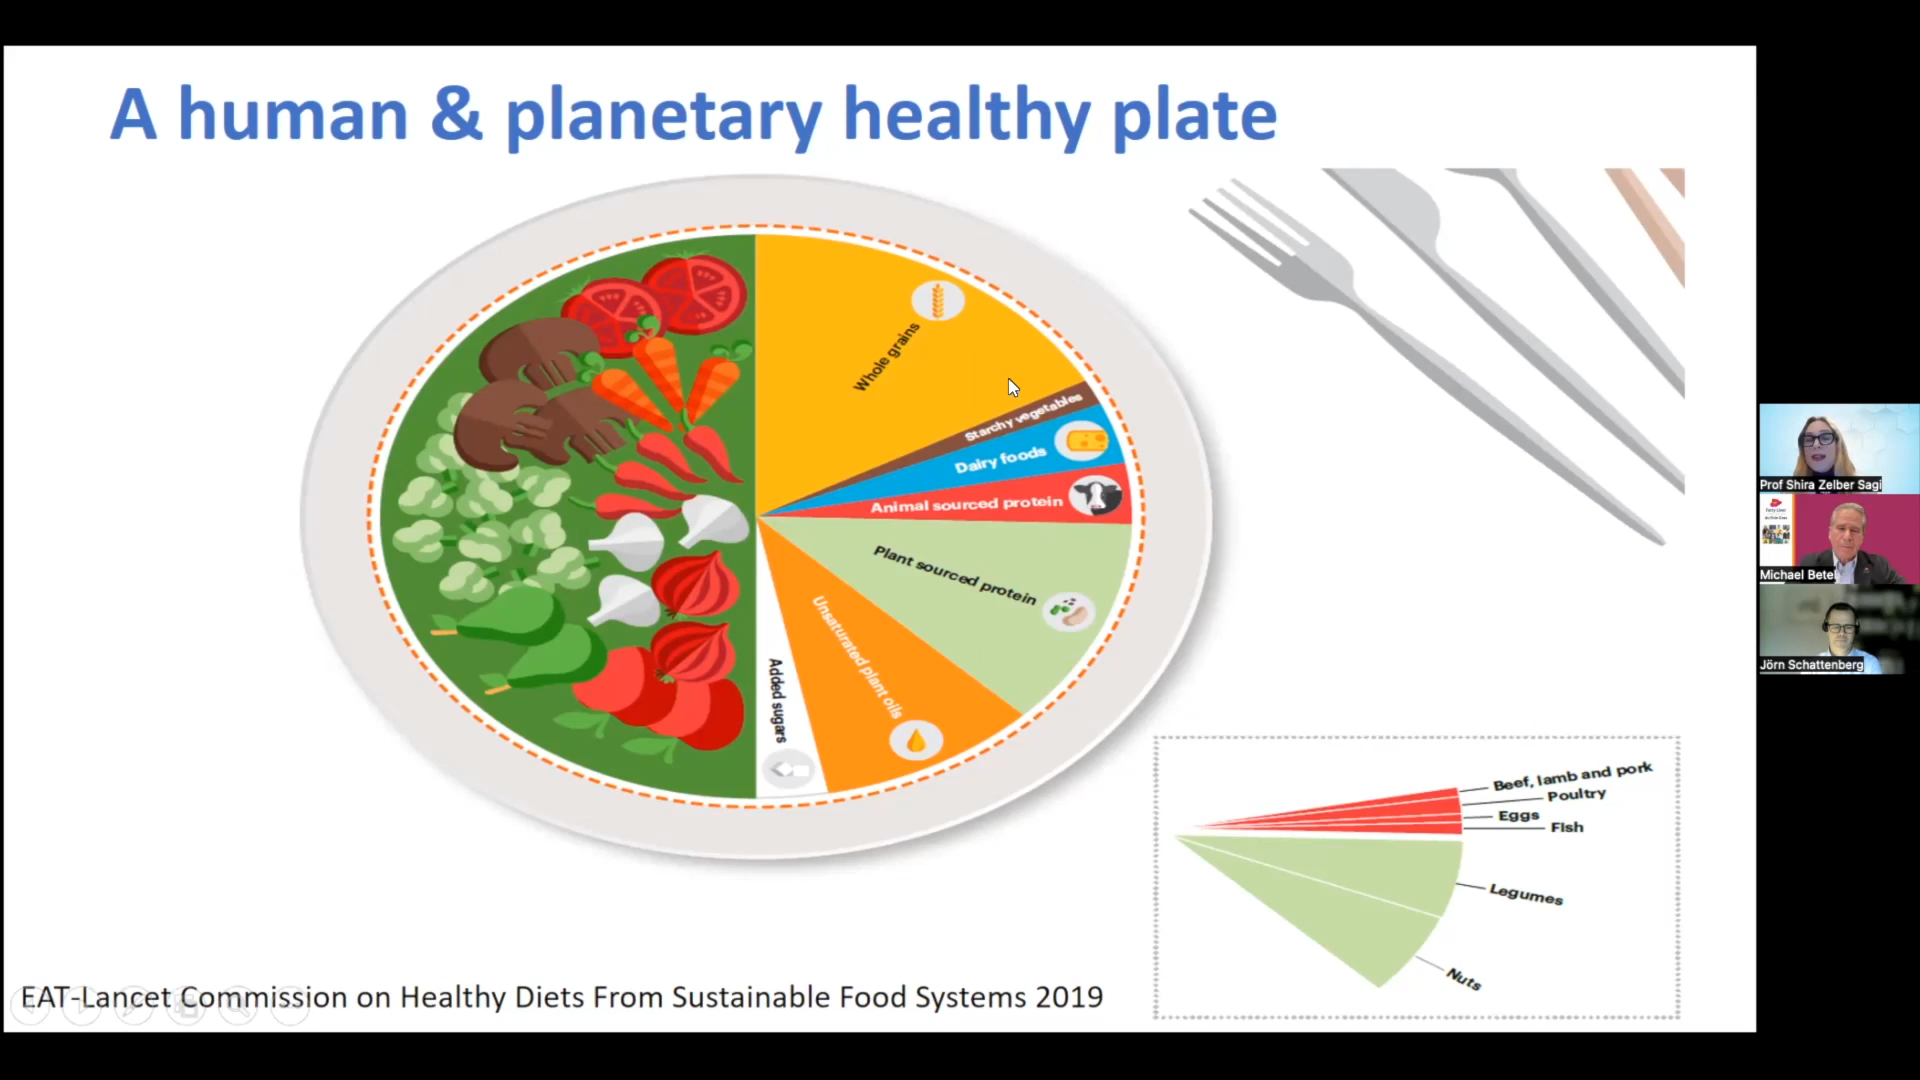 A human & planetary healthy plate
Whole grains
Starchy vegetables
Dairy foods
Animal sourced protein
Plant sourced protein
Unsaturated plant oils
Added sugars
Beef, lamb and pork
Poultry
Eggs
Fish
Legumes
Nuts
EAT-Lancet Commission on Healthy Diets From Sustainable Food Systems 2019
Prof Shira Zelber Sagi
Michael Betel
Jörn Schattenberg